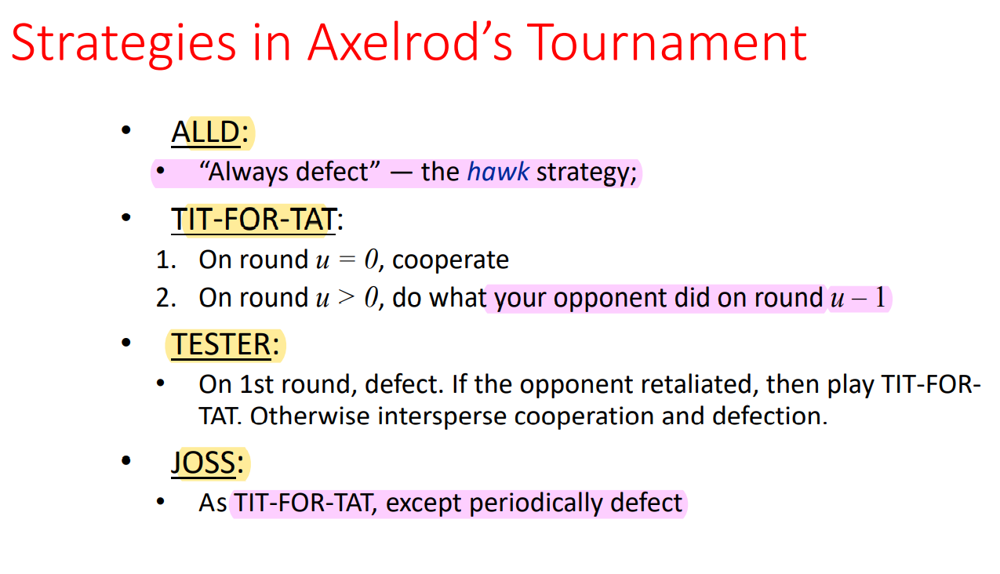 Strategies in Axelrod’s Tournament
• ALLD:
• “Always defect” — the hawk strategy;
• TIT-FOR-TAT:
1. On round u = 0, cooperate
2. On round u > 0, do what your opponent did on round u – 1
• TESTER:
• On 1st round, defect. If the opponent retaliated, then play TIT-FOR-
TAT. Otherwise intersperse cooperation and defection.
• JOSS:
• As TIT-FOR-TAT, except periodically defect